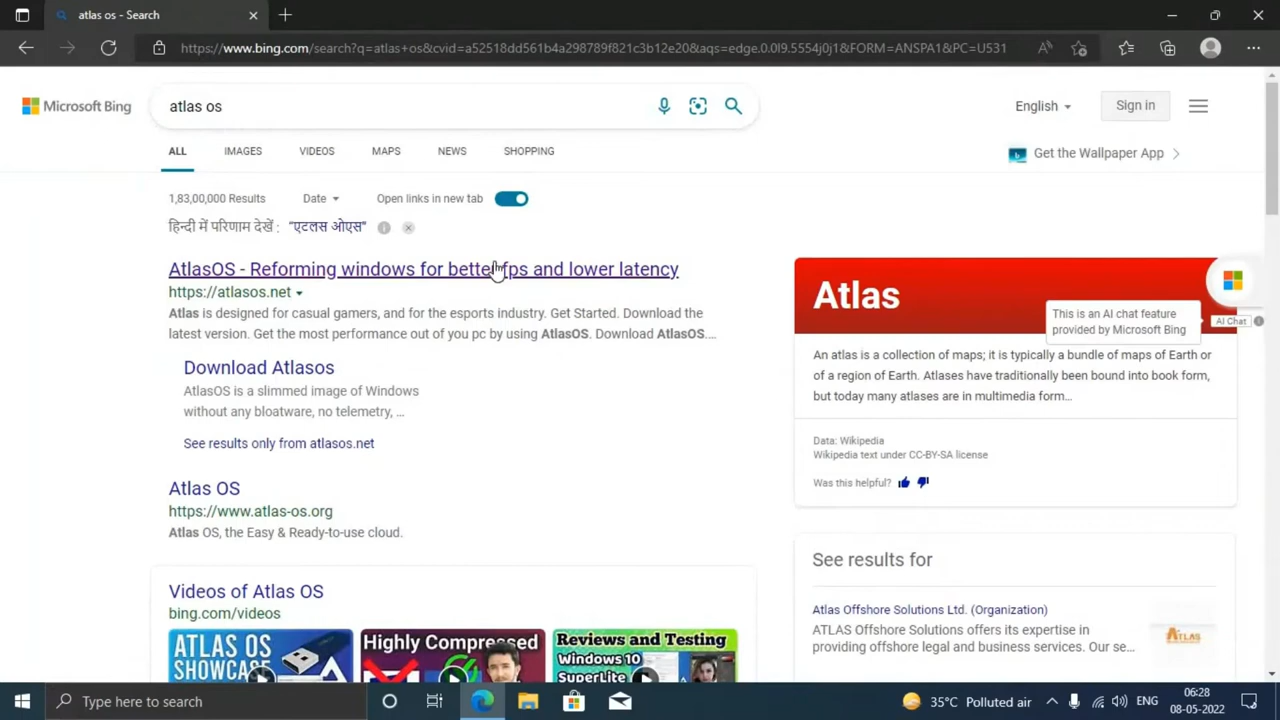 atlas os - Search
https://www.bing.com/search?q=atlas+os&cvid=a52518dd561b4a298789f821c3b12e20&aqs=edge.0.0l9.5554j0j1&FORM=ANSPA1&PC=U531
Microsoft Bing
atlas os
English
Sign in
ALL IMAGES VIDEOS MAPS NEWS SHOPPING
Get the Wallpaper App
1,83,00,000 Results Date Open links in new tab
हिन्दी में परिणाम देखें : "एटलस ओएस"
AtlasOS - Reforming windows for better fps and lower latency
https://atlasos.net
Atlas is designed for casual gamers, and for the esports industry. Get Started. Download the
latest version. Get the most performance out of you pc by using AtlasOS. Download AtlasOS....
Download Atlasos
AtlasOS is a slimmed image of Windows
without any bloatware, no telemetry, ...
See results only from atlasos.net
Atlas OS
https://www.atlas-os.org
Atlas OS, the Easy & Ready-to-use cloud.
Videos of Atlas OS
bing.com/videos
ATLAS OS
SHOWCASE
Highly Compressed
Reviews and Testing
Windows 10
SuperLite
Atlas
This is an AI chat feature
provided by Microsoft Bing
AI Chat
An atlas is a collection of maps; it is typically a bundle of maps of Earth or
of a region of Earth. Atlases have traditionally been bound into book form,
but today many atlases are in multimedia form...
Data: Wikipedia
Wikipedia text under CC-BY-SA license
Was this helpful?
See results for
Atlas Offshore Solutions Ltd. (Organization)
ATLAS Offshore Solutions offers its expertise in
providing offshore legal and business services. Our se...
ATLAS
Type here to search
35°C Polluted air
ENG
06:28
08-05-2022